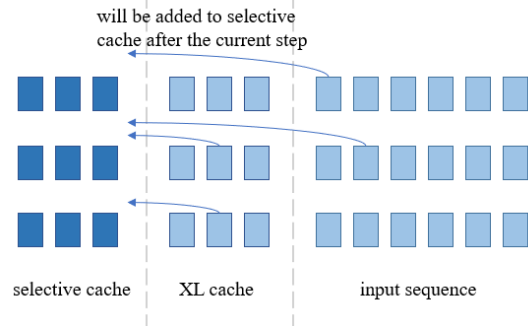 will be added to selective
cache after the current step
selective cache
XL cache
input sequence